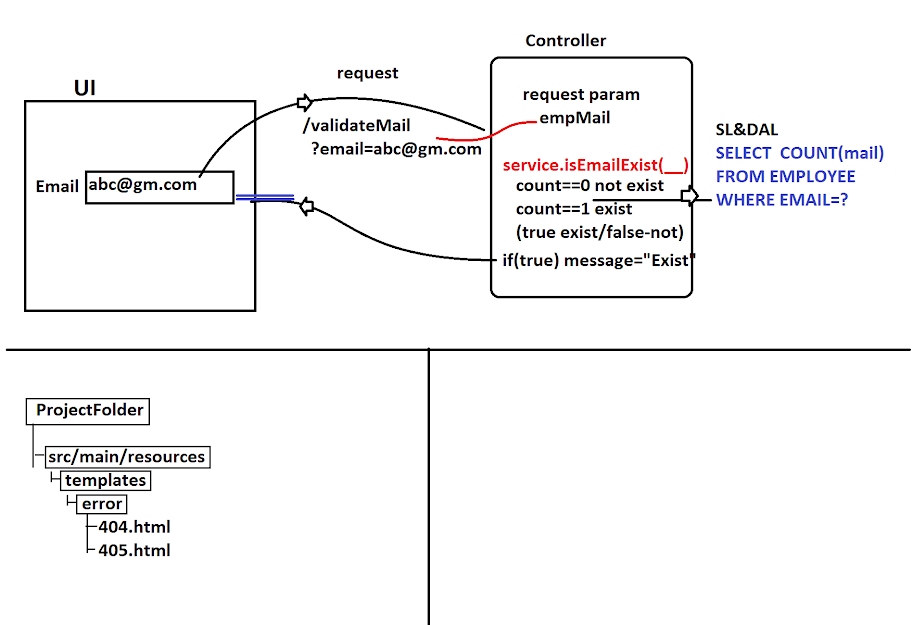 UI
Email
abc@gm.com
request
/validateMail
?email=abc@gm.com
Controller
request param
empMail
service.isEmailExist(__)
count==0 not exist
count==1 exist
(true exist/false-not)
if(true) message="Exist"
SL&DAL
SELECT COUNT(mail)
FROM EMPLOYEE
WHERE EMAIL=?
ProjectFolder
src/main/resources
templates
error
404.html
405.html